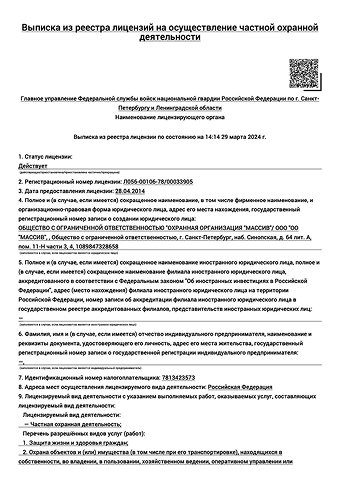 Выписка из реестра лицензий на осуществление частной охранной
деятельности
Главное управление Федеральной службы войск национальной гвардии Российской Федерации по г. Санкт-
Петербургу и Ленинградской области
Наименование лицензирующего органа
Выписка из реестра лицензии по состоянию на 14:14 29 марта 2024 г.
1. Статус лицензии:
Действует
(действующая/приостановлена/приостановлена частично/прекращена)
2. Регистрационный номер лицензии: Л056-00106-78/00033905
3. Дата предоставления лицензии: 28.04.2014
4. Полное и (в случае, если имеется) сокращенное наименование, в том числе фирменное наименование, и
организационно-правовая форма юридического лица, адрес его места нахождения, государственный
регистрационный номер записи о создании юридического лица:
ОБЩЕСТВО С ОГРАНИЧЕННОЙ ОТВЕТСТВЕННОСТЬЮ "ОХРАННАЯ ОРГАНИЗАЦИЯ "МАССИВ"/ ООО "ОО
"МАССИВ", , Общество с ограниченной ответственностью, г. Санкт-Петербург, наб. Синопская, д. 64 лит. А,
пом. 11-Н части 3, 4, 1089847328658
(заполняется в случае, если лицензиатом является юридическое лицо)
5. Полное и (в случае, если имеется) сокращенное наименование иностранного юридического лица, полное и
(в случае, если имеется) сокращенное наименование филиала иностранного юридического лица,
аккредитованного в соответствии с Федеральным законом "Об иностранных инвестициях в Российской
Федерации", адрес (место нахождения) филиала иностранного юридического лица на территории
Российской Федерации, номер записи об аккредитации филиала иностранного юридического лица в
государственном реестре аккредитованных филиалов, представительств иностранных юридических лиц:
—
(заполняется в случае, если лицензиатом является иностранное юридическое лицо)
6. Фамилия, имя и (в случае, если имеется) отчество индивидуального предпринимателя, наименование и
реквизиты документа, удостоверяющего его личность, адрес его места жительства, государственный
регистрационный номер записи о государственной регистрации индивидуального предпринимателя:
—
(заполняется в случае, если лицензиатом является индивидуальный предприниматель)
7. Идентификационный номер налогоплательщика: 7813423573
8. Адреса мест осуществления лицензируемого вида деятельности: Российская Федерация
9. Лицензируемый вид деятельности с указанием выполняемых работ, оказываемых услуг, составляющих
лицензируемый вид деятельности:
Лицензируемый вид деятельности:
— Частная охранная деятельность;
Перечень разрешённых видов услуг (работ):
1. Защита жизни и здоровья граждан;
2. Охрана объектов и (или) имущества (в том числе при его транспортировке), находящихся в
собственности, во владении, в пользовании, хозяйственном ведении, оперативном управлении или